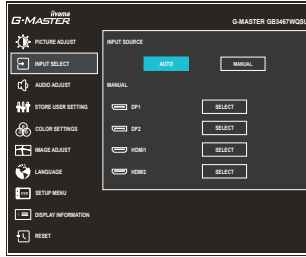 iiyama
G-MASTER
G-MASTER GB3467WQSU
PICTURE ADJUST
INPUT SELECT
AUDIO ADJUST
STORE USER SETTING
COLOR SETTINGS
IMAGE ADJUST
LANGUAGE
SETUP MENU
DISPLAY INFORMATION
RESET
INPUT SOURCE
AUTO
MANUAL
MANUAL
DP1
SELECT
DP2
SELECT
HDMI1
SELECT
HDMI2
SELECT